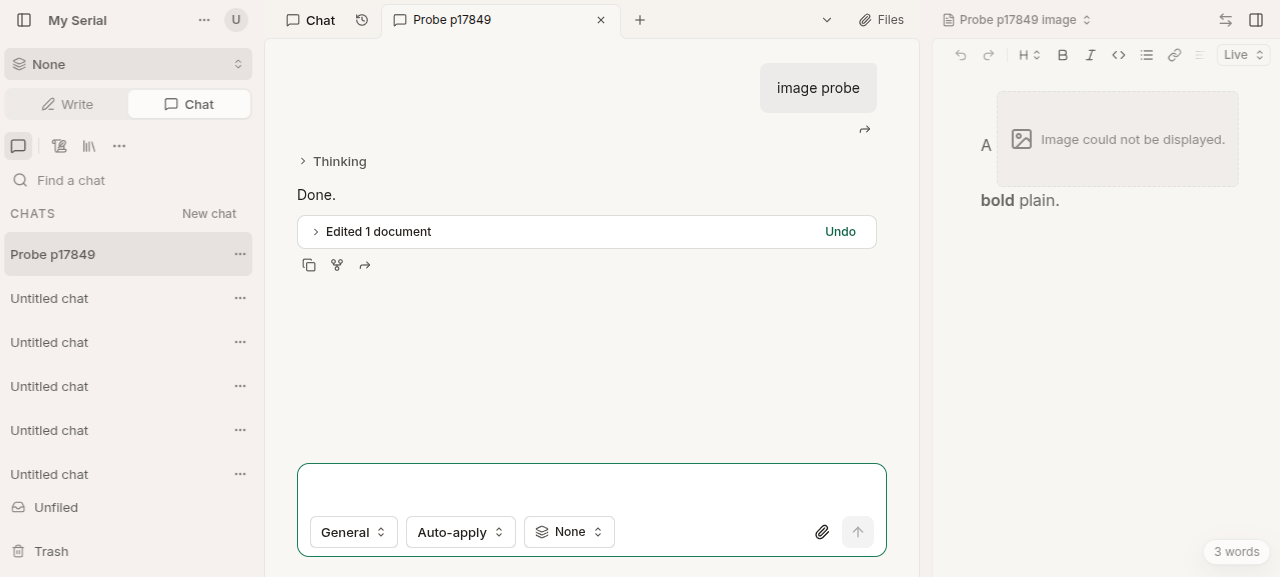 My Serial
U
None
Write
Chat
Find a chat
CHATS
New chat
Probe p17849
Untitled chat
Untitled chat
Untitled chat
Untitled chat
Untitled chat
Unfiled
Trash
Chat
Probe p17849
Files
image probe
Thinking
Done.
Edited 1 document
Undo
General
Auto-apply
None
Probe p17849 image
H
B
I
Live
A
Image could not be displayed.
bold plain.
3 words